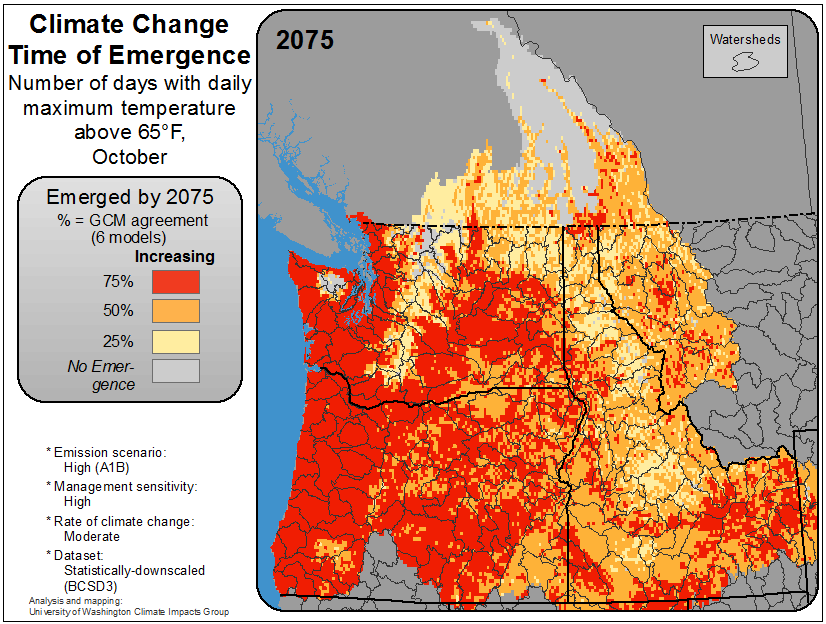 Climate Change
Time of Emergence
Number of days with daily
maximum temperature
above 65°F,
October
2075
Watersheds
Emerged by 2075
% = GCM agreement
(6 models)
Increasing
75%
50%
25%
No Emer-
gence
* Emission scenario:
High (A1B)
* Management sensitivity:
High
* Rate of climate change:
Moderate
* Dataset:
Statistically-downscaled
(BCSD3)
Analysis and mapping:
University of Washington Climate Impacts Group